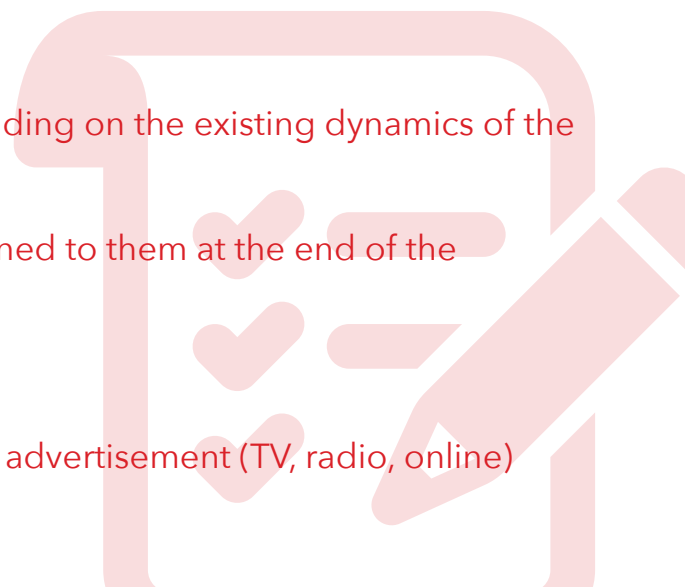 ding on the existing dynamics of the
ned to them at the end of the
advertisement (TV, radio, online)